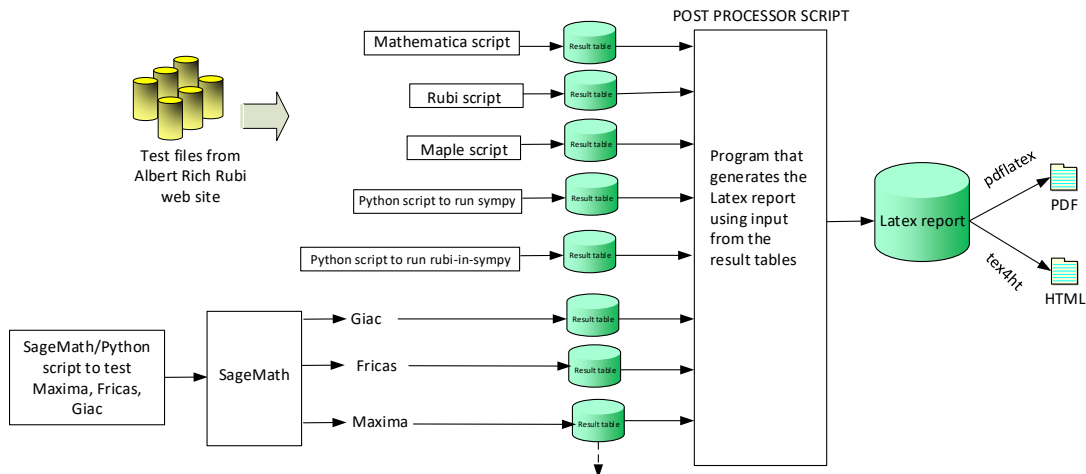 POST PROCESSOR SCRIPT
Mathematica script
Result table
Rubi script
Result table
Maple script
Result table
Test files from
Albert Rich Rubi
web site
Python script to run sympy
Result table
Python script to run rubi-in-sympy
Result table
Program that
generates the
Latex report
using input
from the
result tables
Latex report
pdflatex
PDF
tex4ht
HTML
SageMath/Python
script to test
Maxima, Fricas,
Giac
SageMath
Giac
Result table
Fricas
Result table
Maxima
Result table